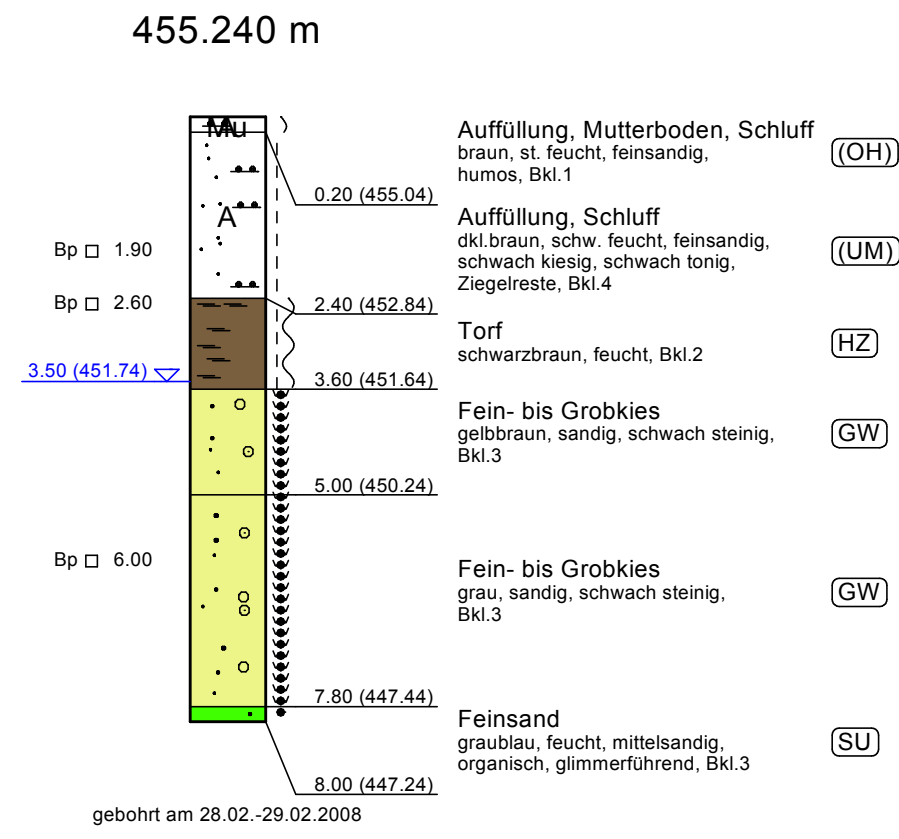 455.240 m
Mu
Auffüllung, Mutterboden, Schluff
braun, st. feucht, feinsandig,
humos, Bkl.1
(OH)
0.20 (455.04)
A
Auffüllung, Schluff
dkl.braun, schw. feucht, feinsandig,
schwach kiesig, schwach tonig,
Ziegelreste, Bkl.4
(UM)
Bp 1.90
Bp 2.60
2.40 (452.84)
Torf
schwarzbraun, feucht, Bkl.2
HZ
3.50 (451.74)
3.60 (451.64)
Fein- bis Grobkies
gelbbraun, sandig, schwach steinig,
Bkl.3
GW
5.00 (450.24)
Bp 6.00
Fein- bis Grobkies
grau, sandig, schwach steinig,
Bkl.3
GW
7.80 (447.44)
Feinsand
graublau, feucht, mittelsandig,
organisch, glimmerführend, Bkl.3
SU
8.00 (447.24)
gebohrt am 28.02.-29.02.2008